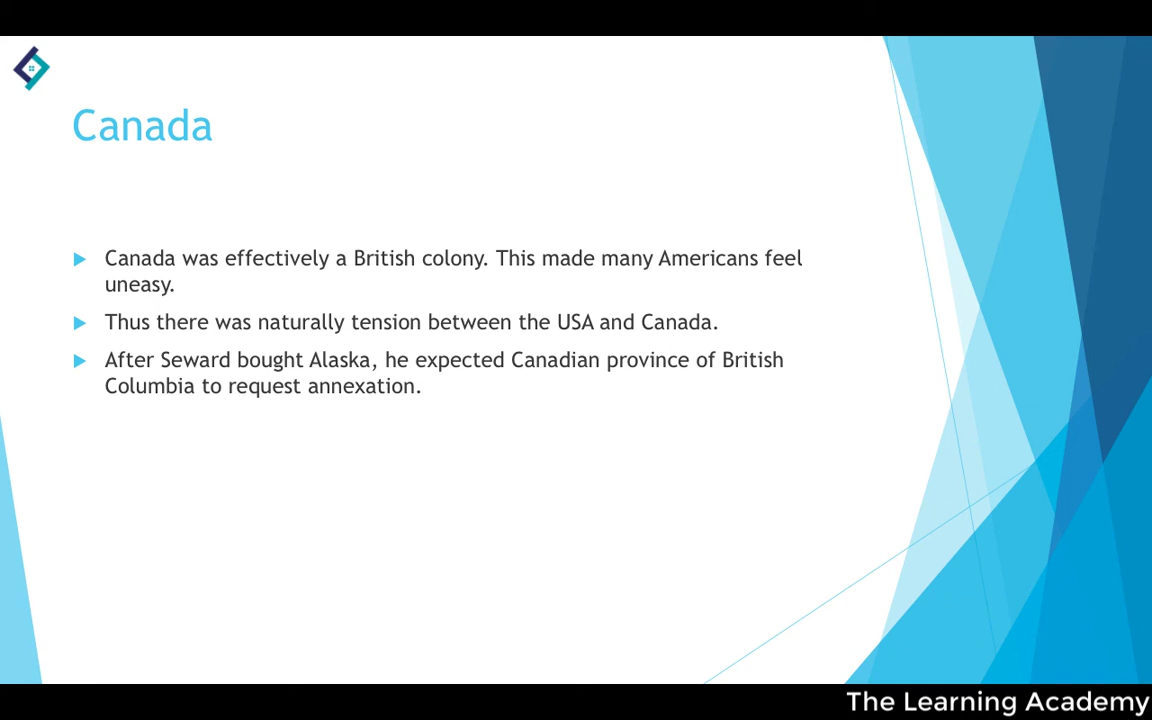 Canada
Canada was effectively a British colony. This made many Americans feel
uneasy.
Thus there was naturally tension between the USA and Canada.
After Seward bought Alaska, he expected Canadian province of British
Columbia to request annexation.
The Learning Academy